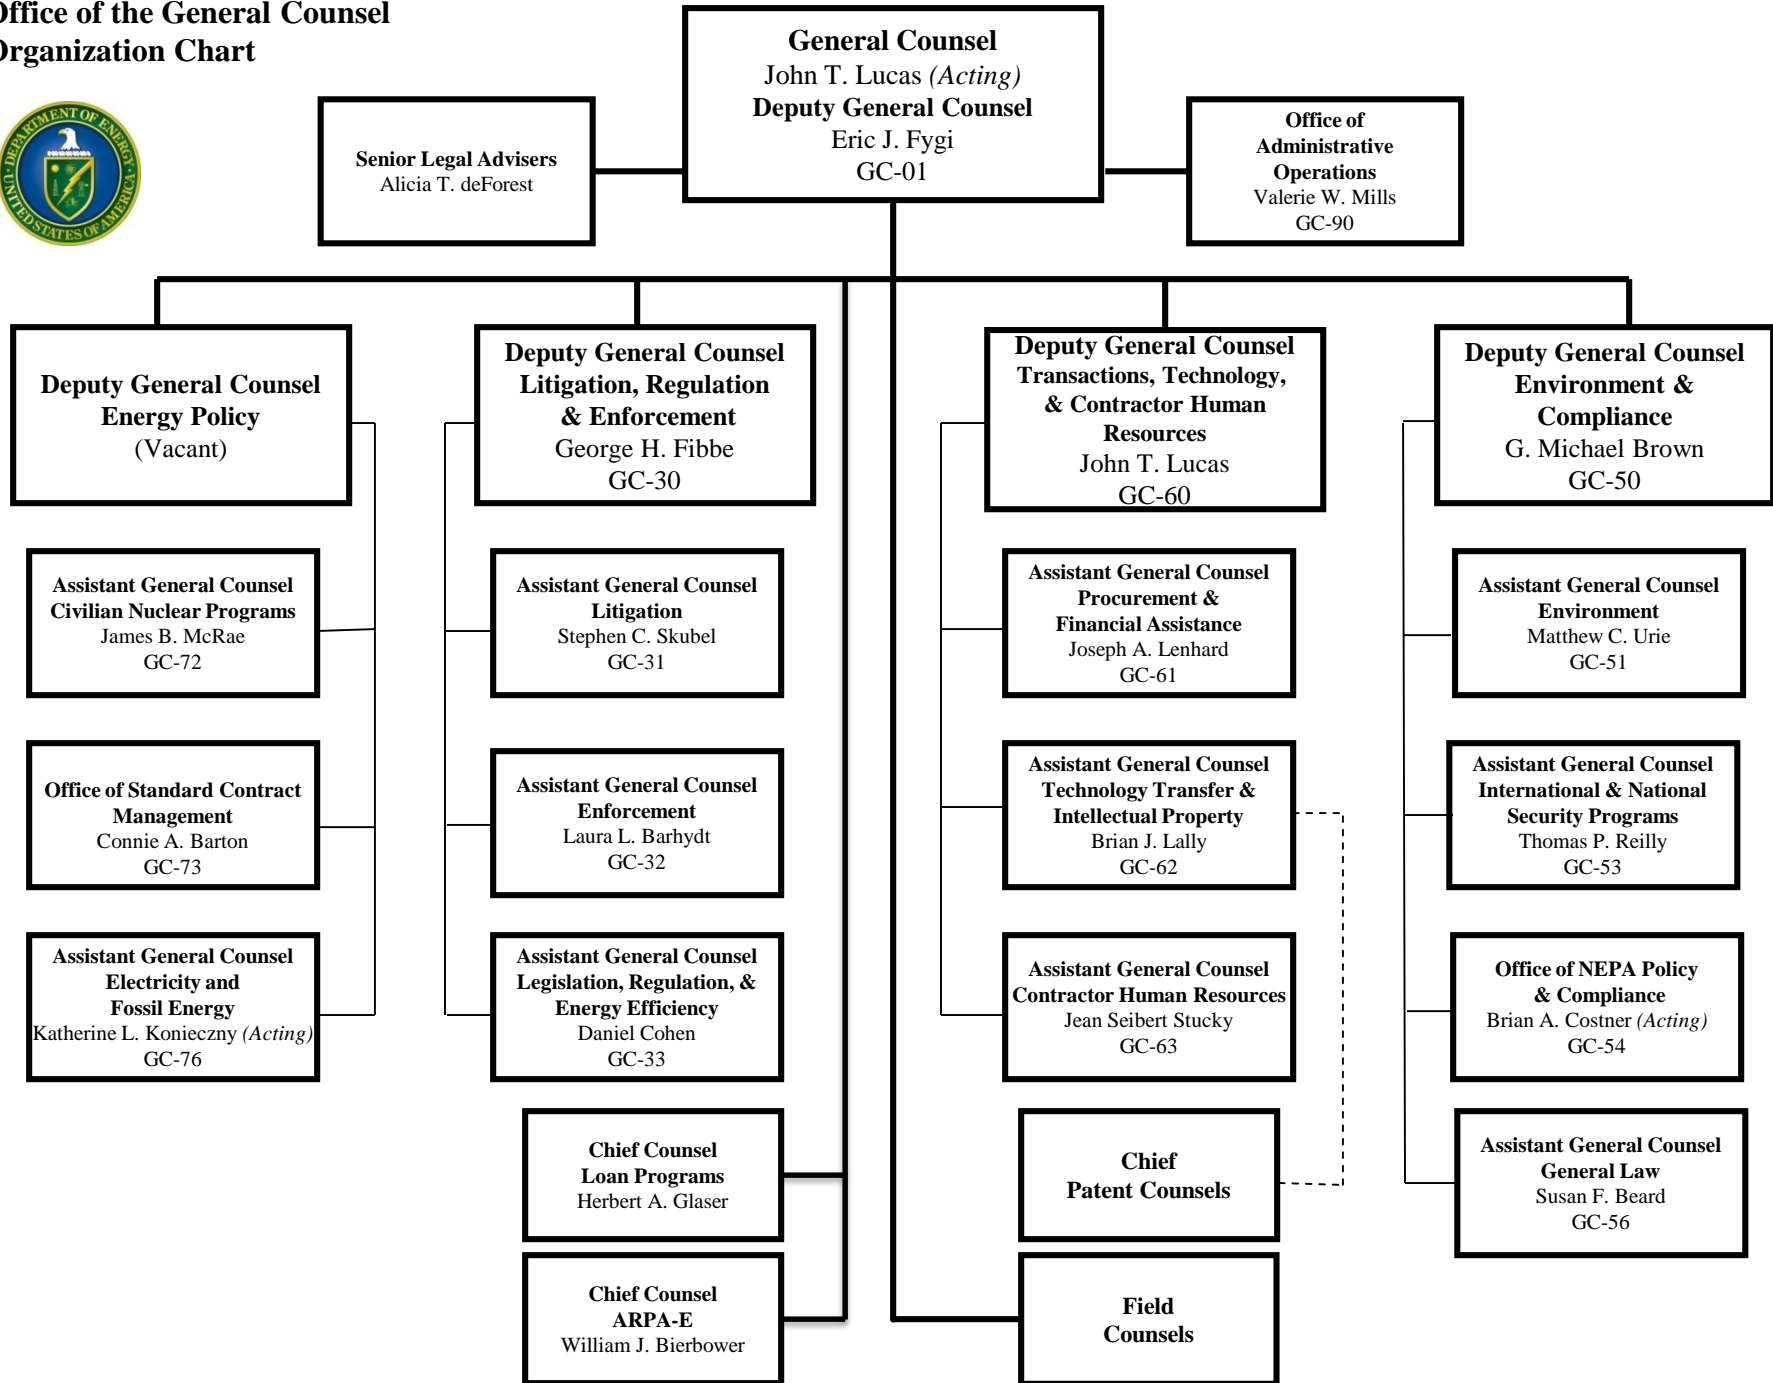 Office of the General Counsel
Organization Chart
DEPARTMENT OF ENERGY
UNITED STATES OF AMERICA
General Counsel
John T. Lucas (Acting)
Deputy General Counsel
Eric J. Fygi
GC-01
Senior Legal Advisers
Alicia T. deForest
Office of
Administrative
Operations
Valerie W. Mills
GC-90
Deputy General Counsel
Energy Policy
(Vacant)
Deputy General Counsel
Litigation, Regulation
& Enforcement
George H. Fibbe
GC-30
Deputy General Counsel
Transactions, Technology,
& Contractor Human
Resources
John T. Lucas
GC-60
Deputy General Counsel
Environment &
Compliance
G. Michael Brown
GC-50
Assistant General Counsel
Civilian Nuclear Programs
James B. McRae
GC-72
Assistant General Counsel
Litigation
Stephen C. Skubel
GC-31
Assistant General Counsel
Procurement &
Financial Assistance
Joseph A. Lenhard
GC-61
Assistant General Counsel
Environment
Matthew C. Urie
GC-51
Office of Standard Contract
Management
Connie A. Barton
GC-73
Assistant General Counsel
Enforcement
Laura L. Barhydt
GC-32
Assistant General Counsel
Technology Transfer &
Intellectual Property
Brian J. Lally
GC-62
Assistant General Counsel
International & National
Security Programs
Thomas P. Reilly
GC-53
Assistant General Counsel
Electricity and
Fossil Energy
Katherine L. Konieczny (Acting)
GC-76
Assistant General Counsel
Legislation, Regulation, &
Energy Efficiency
Daniel Cohen
GC-33
Assistant General Counsel
Contractor Human Resources
Jean Seibert Stucky
GC-63
Office of NEPA Policy
& Compliance
Brian A. Costner (Acting)
GC-54
Chief Counsel
Loan Programs
Herbert A. Glaser
Chief
Patent Counsels
Assistant General Counsel
General Law
Susan F. Beard
GC-56
Chief Counsel
ARPA-E
William J. Bierbower
Field
Counsels